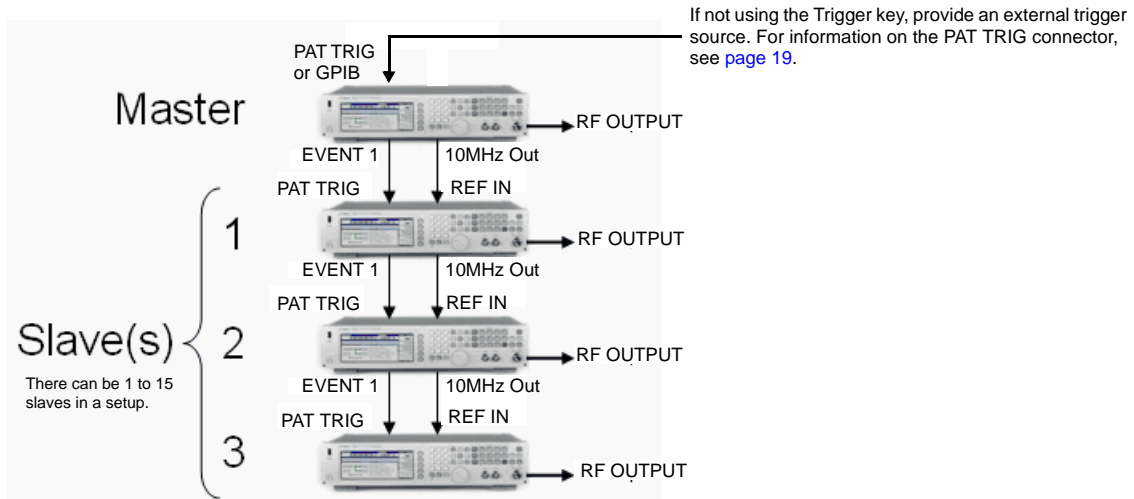 If not using the Trigger key, provide an external trigger
source. For information on the PAT TRIG connector,
see page 19.
PAT TRIG
or GPIB
Master
RF OUTPUT
EVENT 1
10MHz Out
PAT TRIG
REF IN
1
RF OUTPUT
EVENT 1
10MHz Out
PAT TRIG
REF IN
Slave(s)
2
RF OUTPUT
There can be 1 to 15
slaves in a setup.
EVENT 1
10MHz Out
PAT TRIG
REF IN
3
RF OUTPUT